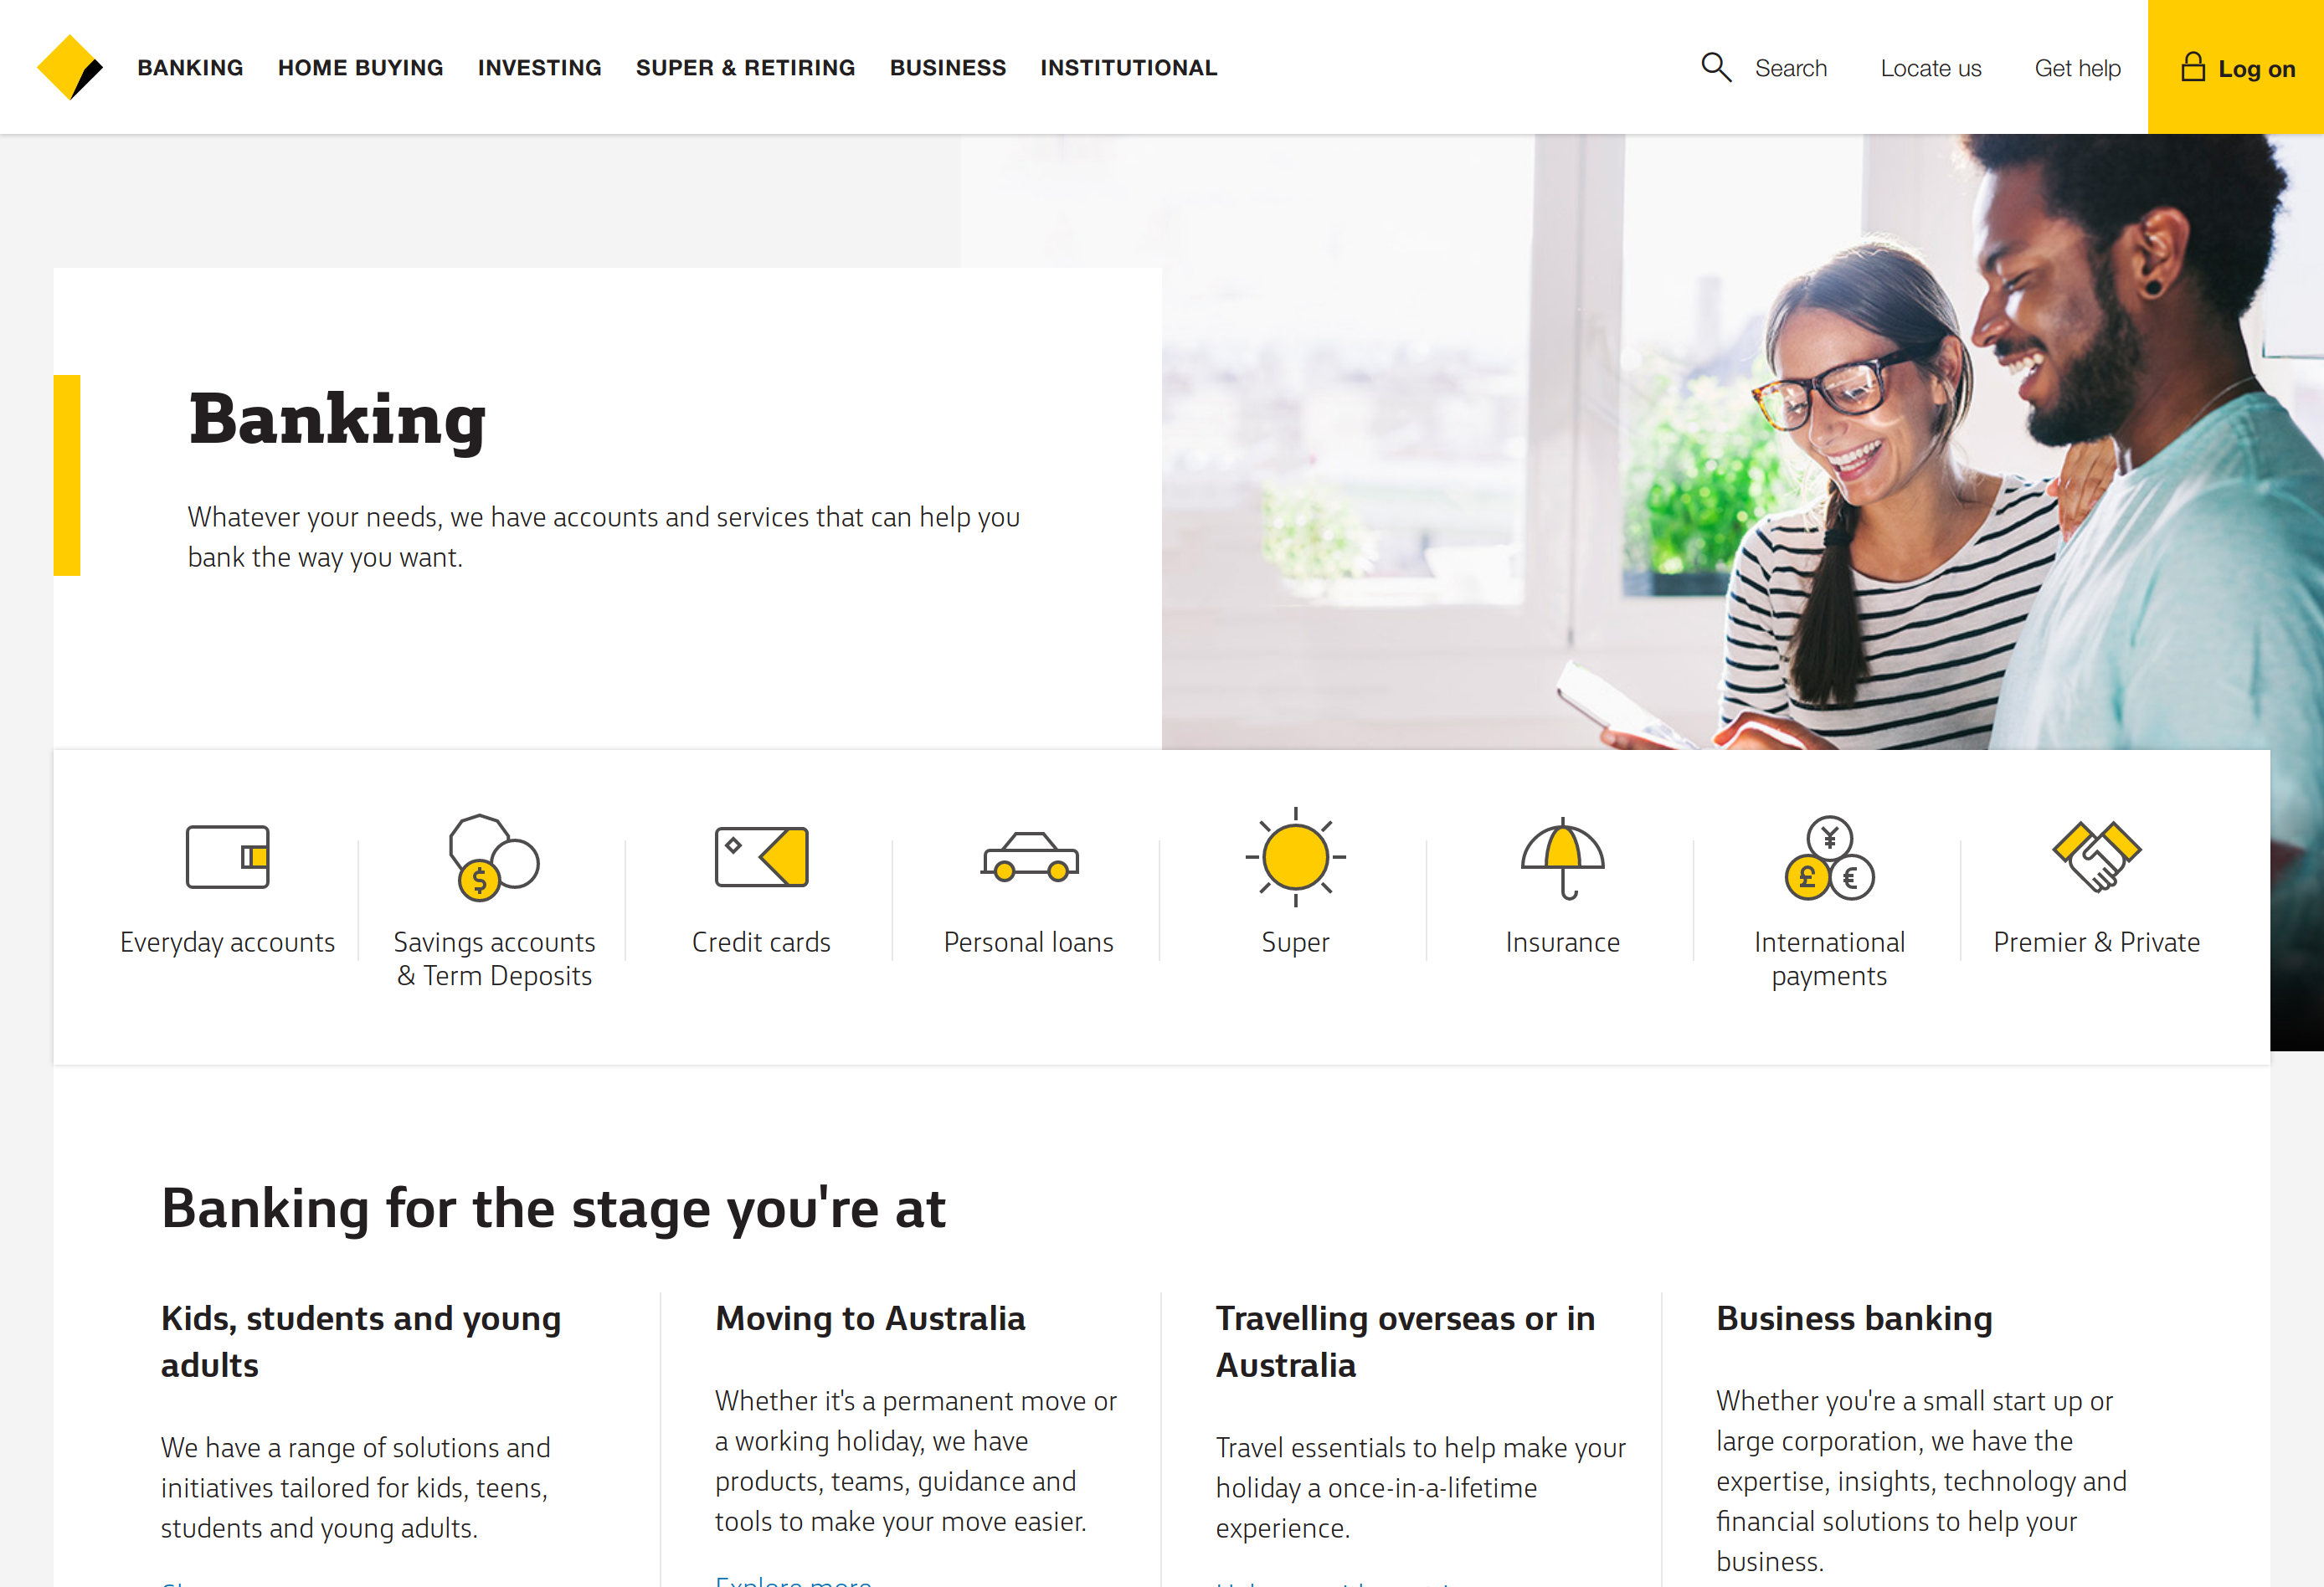 BANKING HOME BUYING INVESTING SUPER & RETIRING BUSINESS INSTITUTIONAL Search Locate us Get help Log on
Banking
Whatever your needs, we have accounts and services that can help you
bank the way you want.
Everyday accounts
Savings accounts
& Term Deposits
Credit cards
Personal loans
Super
Insurance
International
payments
Premier & Private
Banking for the stage you're at
Kids, students and young
adults
We have a range of solutions and
initiatives tailored for kids, teens,
students and young adults.
Moving to Australia
Whether it's a permanent move or
a working holiday, we have
products, teams, guidance and
tools to make your move easier.
Explore more
Travelling overseas or in
Australia
Travel essentials to help make your
holiday a once-in-a-lifetime
experience.
Business banking
Whether you're a small start up or
large corporation, we have the
expertise, insights, technology and
financial solutions to help your
business.